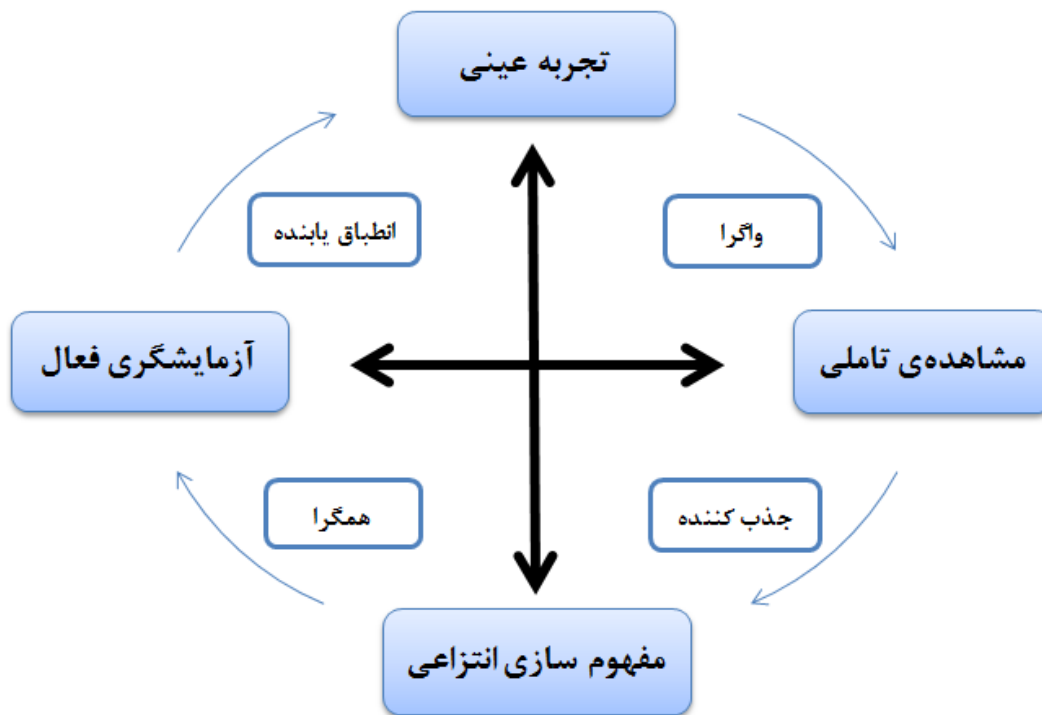 تجربه عینی
واگرا
انطباق یابنده
مشاهده‌ی تاملی
آزمایشگری فعال
جذب کننده
همگرا
مفهوم سازی انتزاعی